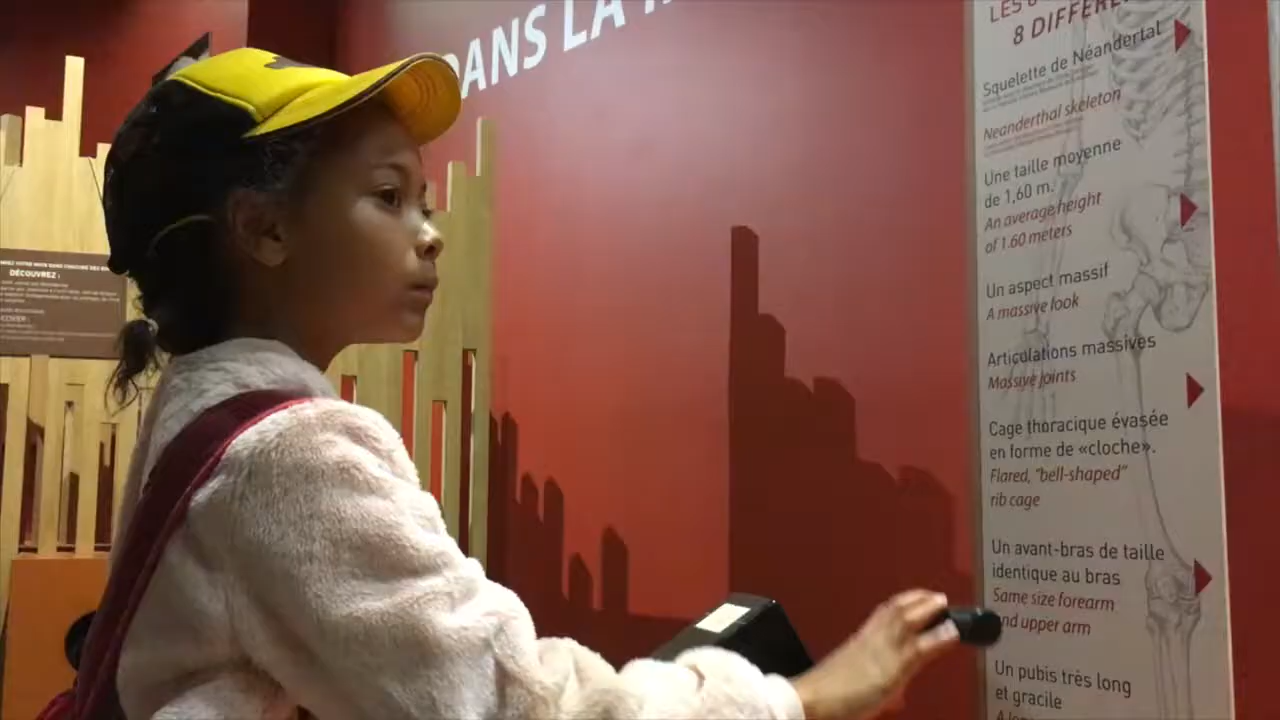 DANS LA
DÉCOUVREZ :
8 DIFFÉRE
Squelette de Néandertal
Neanderthal skeleton
Une taille moyenne
de 1,60 m.
An average height
of 1.60 meters
Un aspect massif
A massive look
Articulations massives
Massive joints
Cage thoracique évasée
en forme de «cloche».
Flared, "bell-shaped"
rib cage
Un avant-bras de taille
identique au bras
Same size forearm
and upper arm
Un pubis très long
et gracile